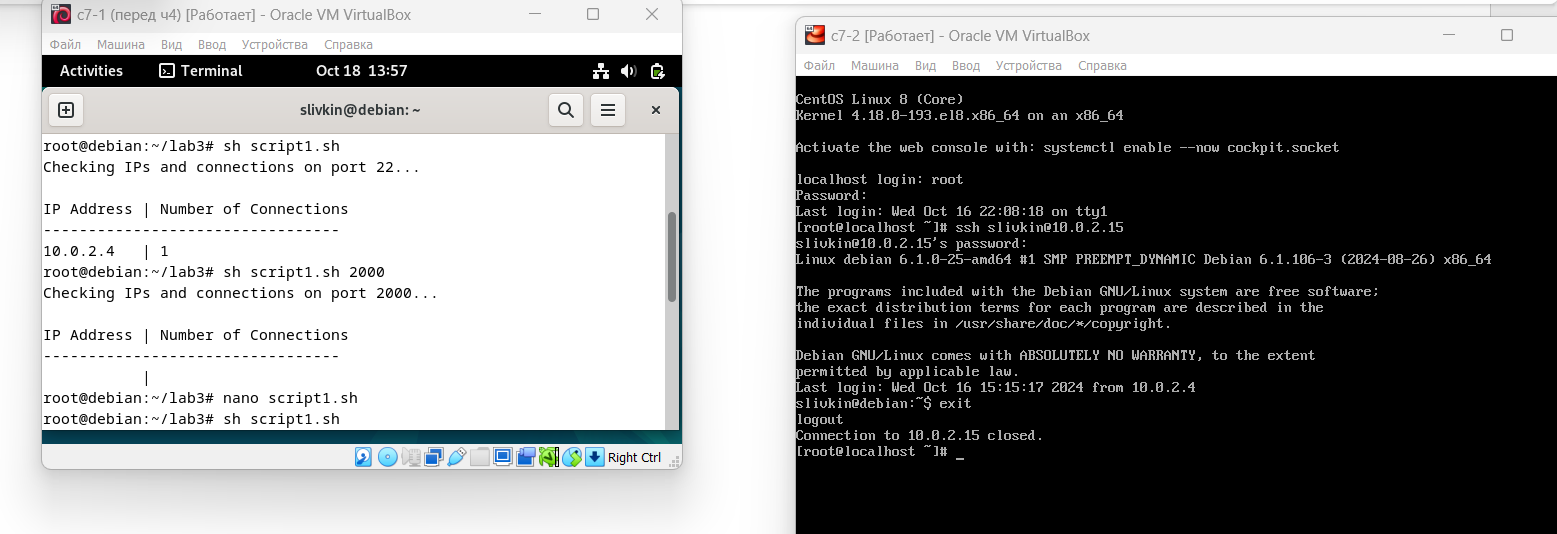 c7-1 (перед ч4) [Работает] - Oracle VM VirtualBox
Файл Машина Вид Ввод Устройства Справка
Activities Terminal Oct 18 13:57
slivkin@debian: ~
root@debian:~/lab3# sh script1.sh
Checking IPs and connections on port 22...
IP Address | Number of Connections
---------------------------------
10.0.2.4 | 1
root@debian:~/lab3# sh script1.sh 2000
Checking IPs and connections on port 2000...
IP Address | Number of Connections
---------------------------------
|
root@debian:~/lab3# nano script1.sh
root@debian:~/lab3# sh script1.sh
Right Ctrl
c7-2 [Работает] - Oracle VM VirtualBox
Файл Машина Вид Ввод Устройства Справка
CentOS Linux 8 (Core)
Kernel 4.18.0-193.el8.x86_64 on an x86_64
Activate the web console with: systemctl enable --now cockpit.socket
localhost login: root
Password:
Last login: Wed Oct 16 22:08:18 on tty1
[root@localhost ~]# ssh slivkin@10.0.2.15
slivkin@10.0.2.15's password:
Linux debian 6.1.0-25-amd64 #1 SMP PREEMPT_DYNAMIC Debian 6.1.106-3 (2024-08-26) x86_64
The programs included with the Debian GNU/Linux system are free software;
the exact distribution terms for each program are described in the
individual files in /usr/share/doc/*/copyright.
Debian GNU/Linux comes with ABSOLUTELY NO WARRANTY, to the extent
permitted by applicable law.
Last login: Wed Oct 16 15:15:17 2024 from 10.0.2.4
slivkin@debian:~$ exit
logout
Connection to 10.0.2.15 closed.
[root@localhost ~]# _